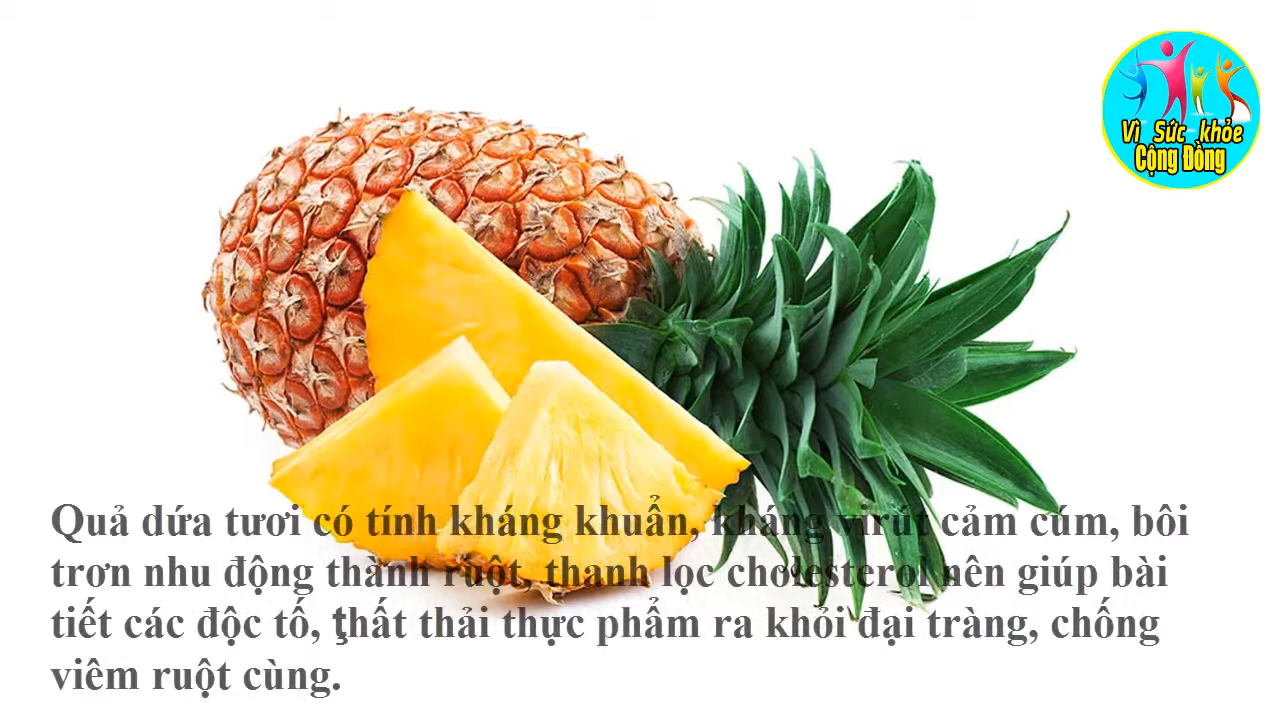 Vì Sức khỏe
Cộng Đồng
Quả dứa tươi có tính kháng khuẩn, kháng virút cảm cúm, bôi
trơn nhu động thành ruột, thanh lọc cholesterol nên giúp bài
tiết các độc tố, thất thải thực phẩm ra khỏi đại tràng, chống
viêm ruột cùng.